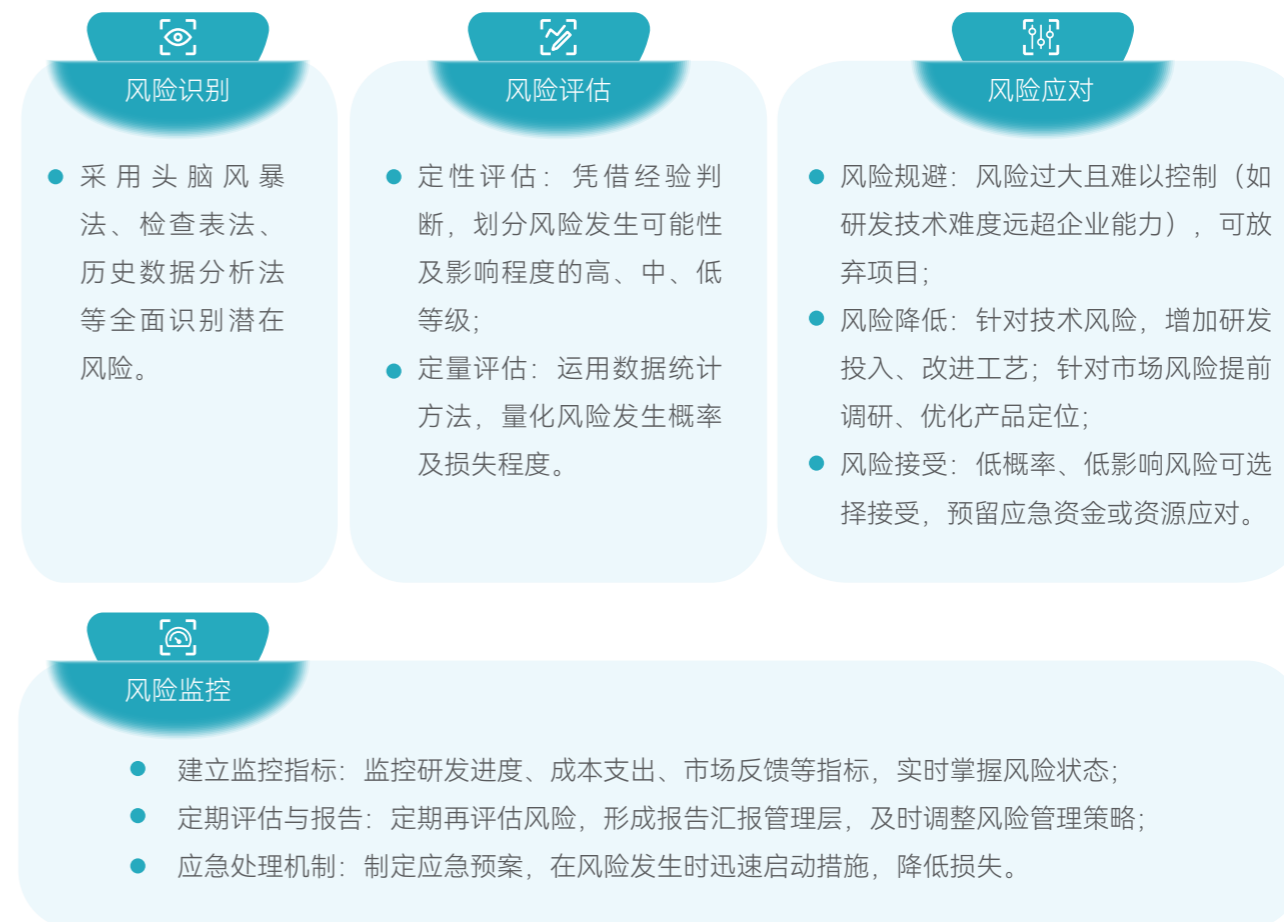 风险识别
采用头脑风暴
法、检查表法、
历史数据分析法
等全面识别潜在
风险。
风险评估
定性评估：凭借经验判
断，划分风险发生可能性
及影响程度的高、中、低
等级；
定量评估：运用数据统计
方法，量化风险发生概率
及损失程度。
风险应对
风险规避：风险过大且难以控制（如
研发技术难度远超企业能力），可放
弃项目；
风险降低：针对技术风险，增加研发
投入、改进工艺；针对市场风险提前
调研、优化产品定位；
风险接受：低概率、低影响风险可选
择接受，预留应急资金或资源应对。
风险监控
建立监控指标：监控研发进度、成本支出、市场反馈等指标，实时掌握风险状态；
定期评估与报告：定期再评估风险，形成报告汇报管理层，及时调整风险管理策略；
应急处理机制：制定应急预案，在风险发生时迅速启动措施，降低损失。